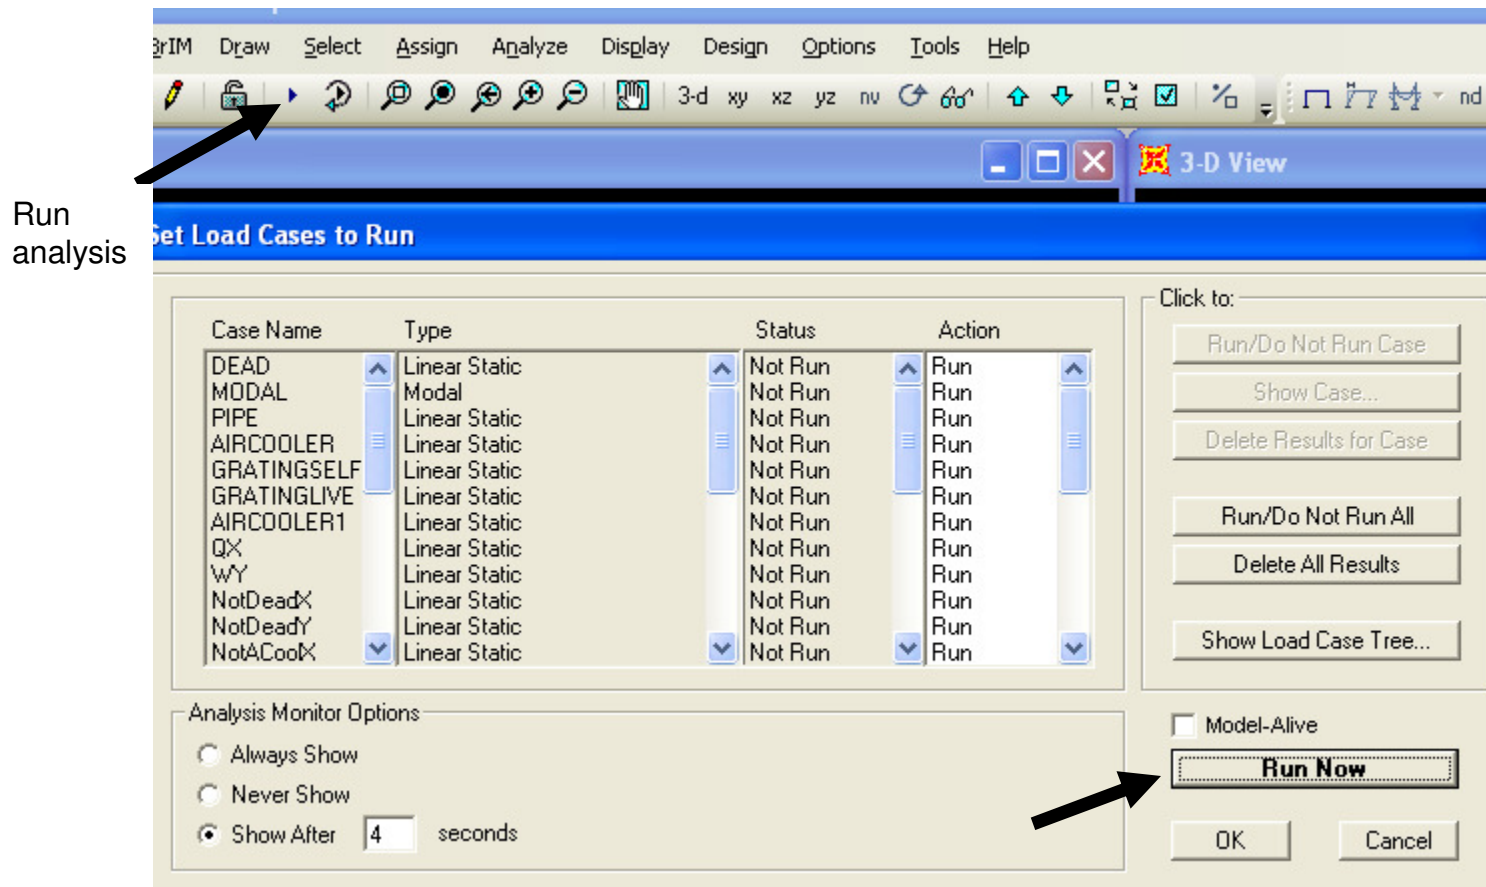 BrIM Draw Select Assign Analyze Display Design Options Tools Help
3-d xy xz yz nv nd
3-D View
Run
analysis
Set Load Cases to Run
Click to:
Case Name Type Status Action
Run/Do Not Run Case
DEAD Linear Static Not Run Run
MODAL Modal Not Run Run
Show Case...
PIPE Linear Static Not Run Run
AIRCOOLER Linear Static Not Run Run
Delete Results for Case
GRATINGSELF Linear Static Not Run Run
GRATINGLIVE Linear Static Not Run Run
AIRCOOLER1 Linear Static Not Run Run
Run/Do Not Run All
QX Linear Static Not Run Run
WY Linear Static Not Run Run
Delete All Results
NotDeadX Linear Static Not Run Run
NotDeadY Linear Static Not Run Run
NotACoolX Linear Static Not Run Run
Show Load Case Tree...
Analysis Monitor Options
Always Show
Never Show
Show After 4 seconds
Model-Alive
Run Now
OK Cancel